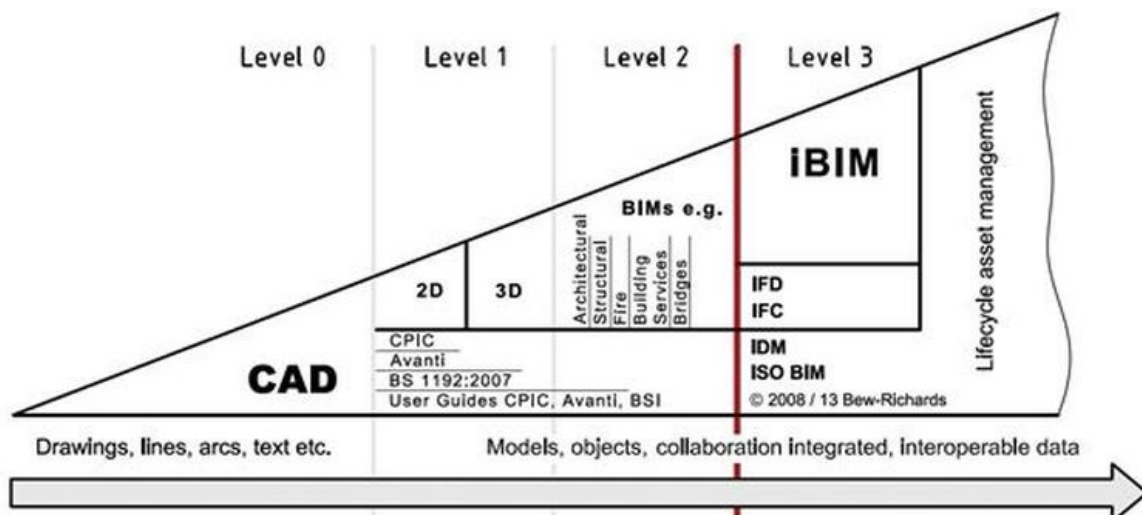 Level 0
Level 1
Level 2
Level 3
iBIM
BIMs e.g.
Architectural
Structural
Fire
Building
Services
Bridges
2D
3D
IFD
IFC
CPIC
Avanti
BS 1192:2007
User Guides CPIC, Avanti, BSI
CAD
IDM
ISO BIM
© 2008 / 13 Bew-Richards
Lifecycle asset management
Drawings, lines, arcs, text etc.
Models, objects, collaboration integrated, interoperable data